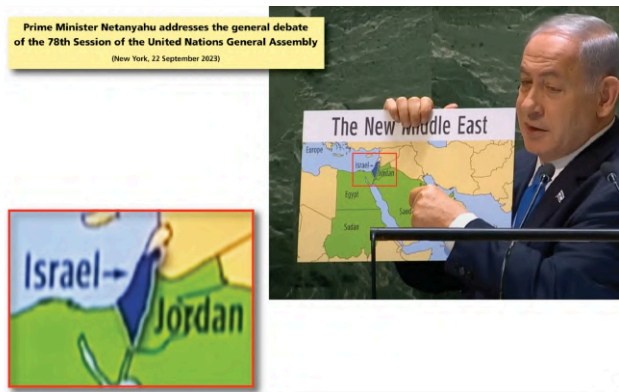 Prime Minister Netanyahu addresses the general debate
of the 78th Session of the United Nations General Assembly
(New York, 22 September 2023)
The New Middle East
Europe
Israel
Jordan
Egypt
Saudi
Sudan
Israel
Jordan